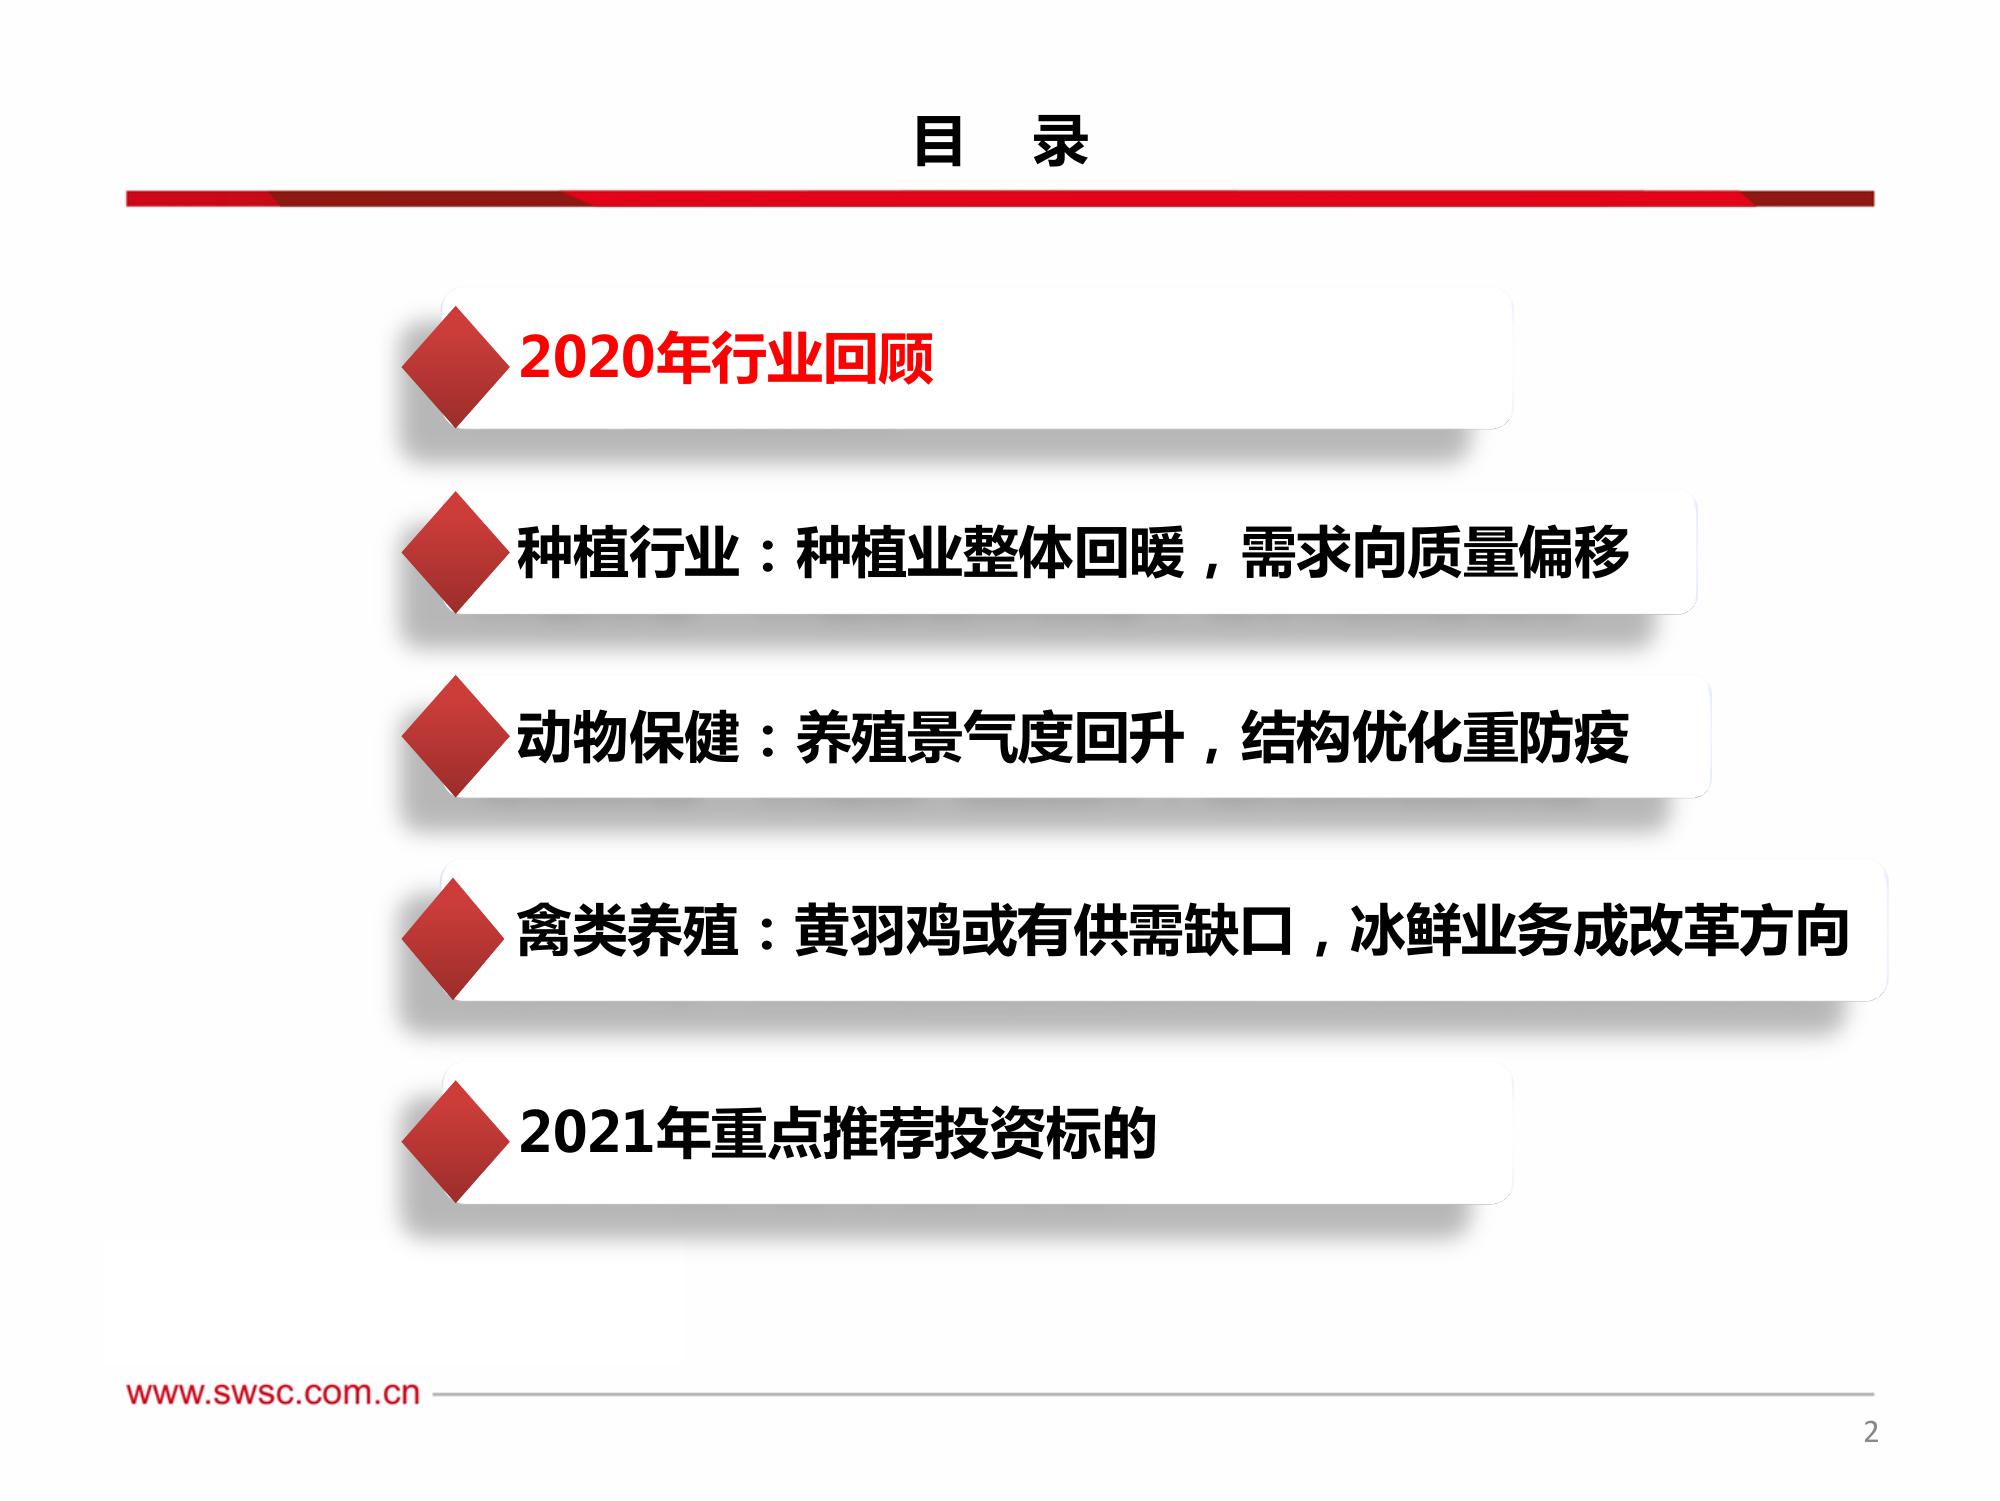 目 录
2020年行业回顾
种植行业：种植业整体回暖，需求向质量偏移
动物保健：养殖景气度回升，结构优化重防疫
禽类养殖：黄羽鸡或有供需缺口，冰鲜业务成改革方向
2021年重点推荐投资标的
www.swsc.com.cn
2